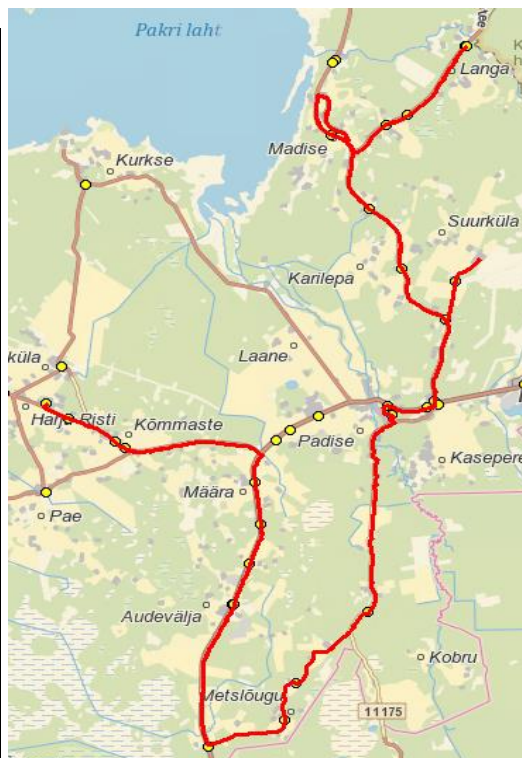 Pakri laht
Langa
Madise
Kurkse
Suurküla
Karilepa
Laane
küla
Harju-Risti
Kõmmaste
Padise
Kasepere
Määra
Pae
Audevälja
Kobru
Metslõugu
11175